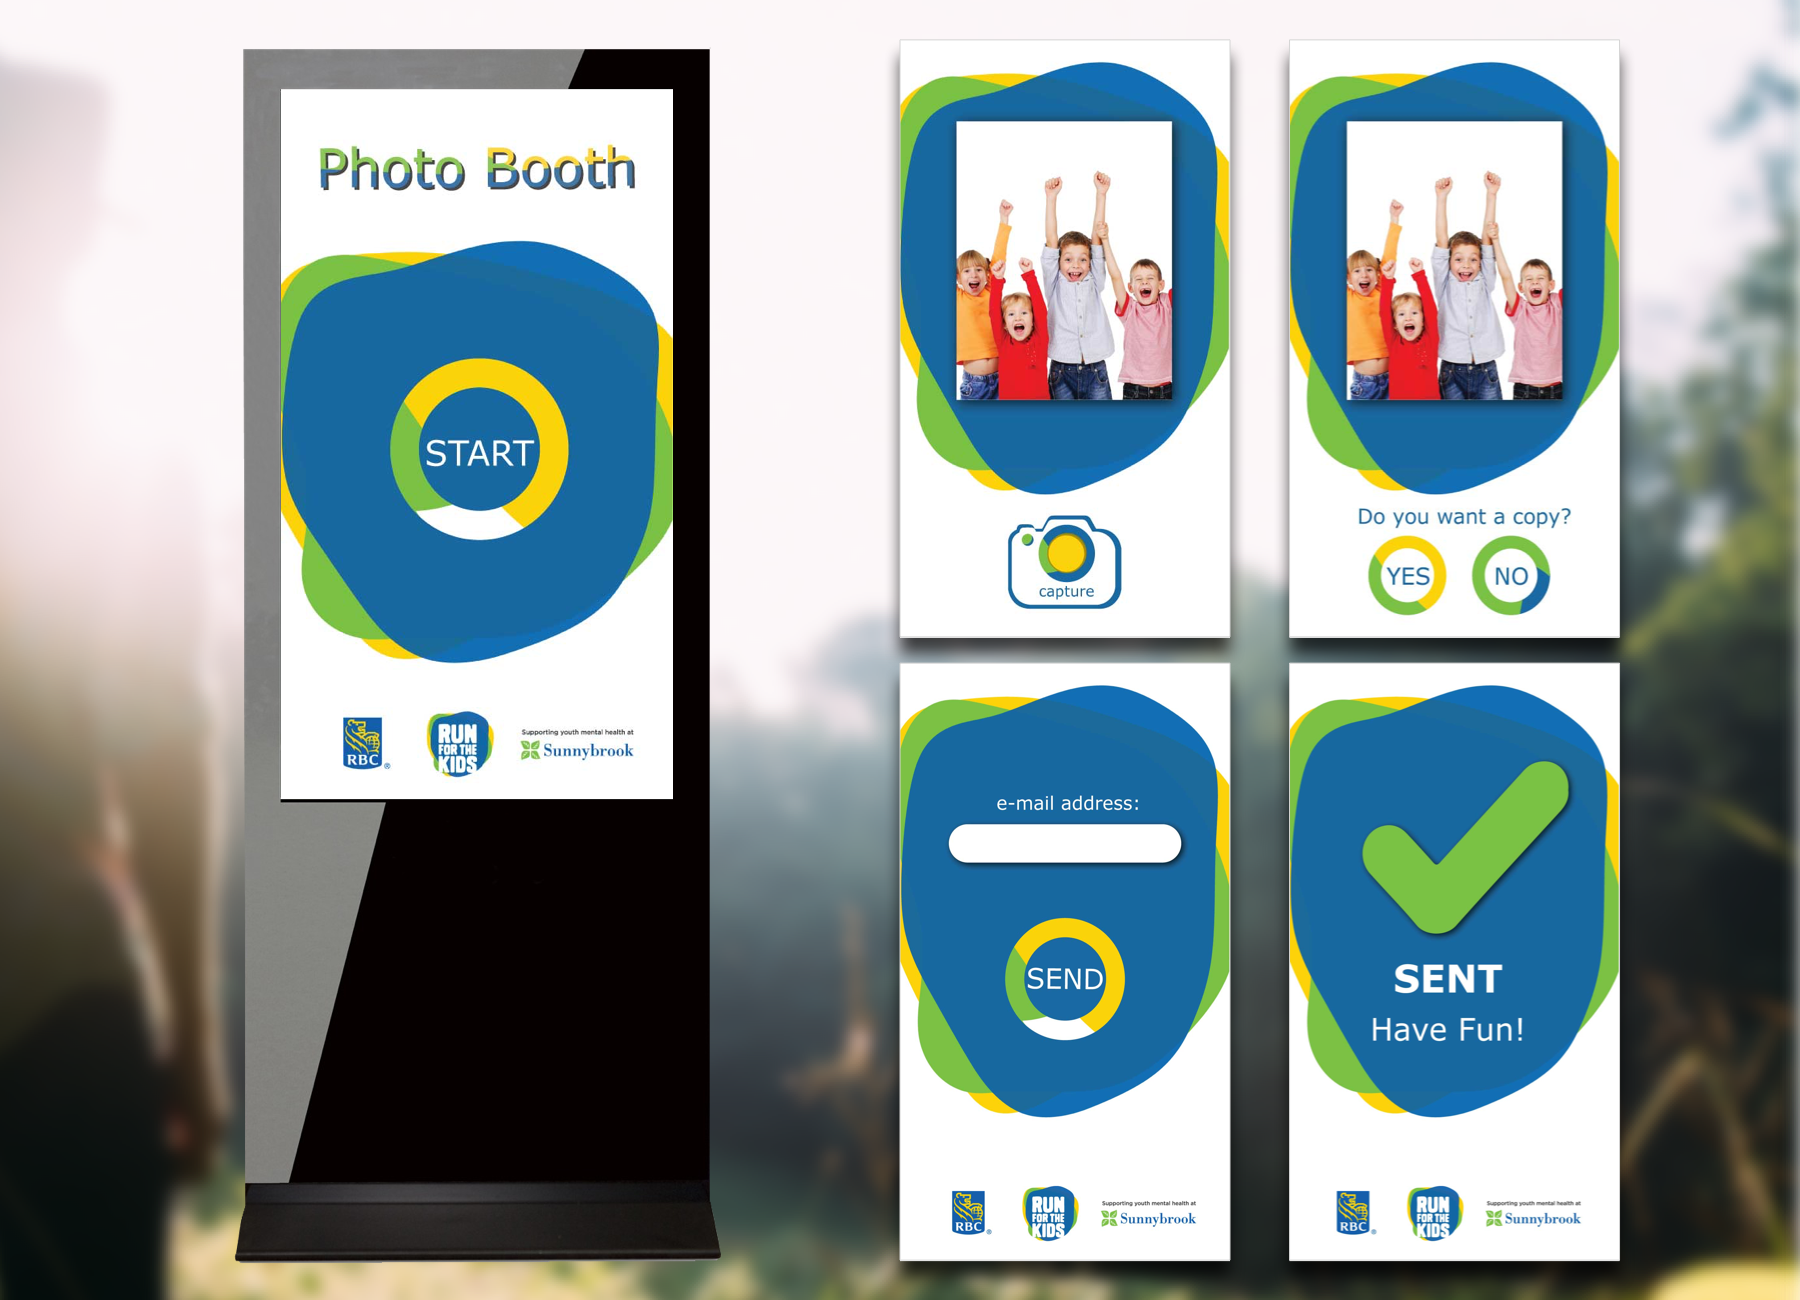 Photo Booth
START
RBC
®
RUN
FOR THE
KIDS
Supporting youth mental health at
Sunnybrook
capture
Do you want a copy?
YES
NO
e-mail address:
SEND
RBC
®
RUN
FOR THE
KIDS
Supporting youth mental health at
Sunnybrook
SENT
Have Fun!
RBC
®
RUN
FOR THE
KIDS
Supporting youth mental health at
Sunnybrook